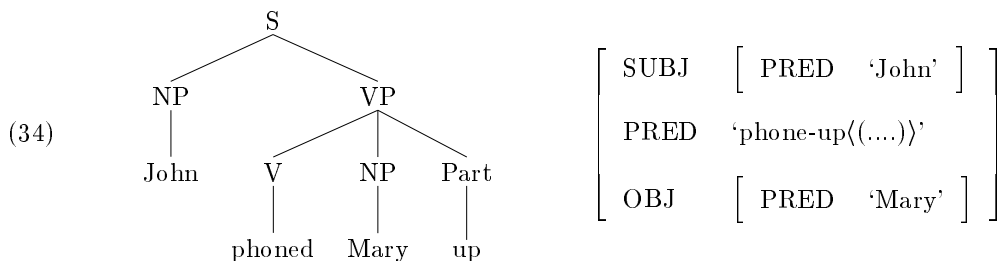 S
NP VP
(34)
John V NP Part
phoned Mary up
SUBJ [ PRED ‘John’ ]
PRED ‘phone-up⟨(....)⟩’
OBJ [ PRED ‘Mary’ ]